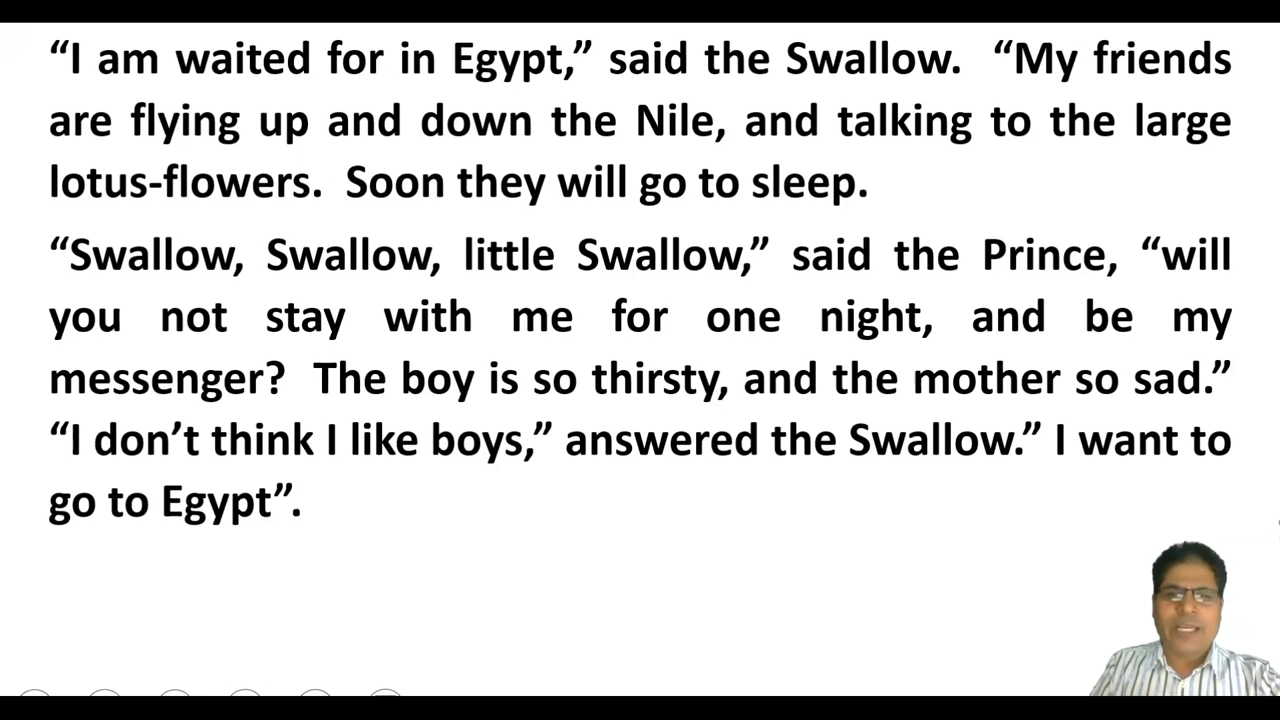 “I am waited for in Egypt,” said the Swallow. “My friends
are flying up and down the Nile, and talking to the large
lotus-flowers. Soon they will go to sleep.
“Swallow, Swallow, little Swallow,” said the Prince, “will
you not stay with me for one night, and be my
messenger? The boy is so thirsty, and the mother so sad.”
“I don’t think I like boys,” answered the Swallow.” I want to
go to Egypt”.